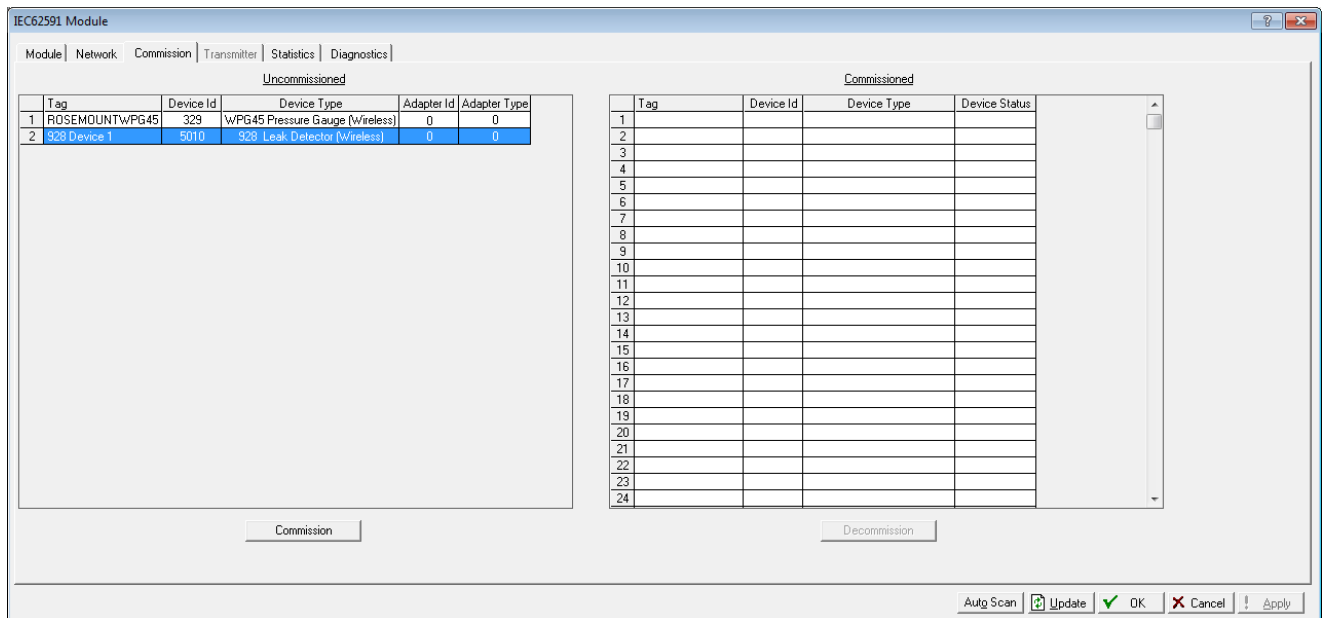 IEC62591 Module
Module Network Commission Transmitter Statistics Diagnostics
Uncommissioned
Tag Device Id Device Type Adapter Id Adapter Type
1 ROSEMOUNTWPG45 329 WPG45 Pressure Gauge (Wireless) 0 0
2 928 Device 1 5010 928 Leak Detector (Wireless) 0 0
Commission
Commissioned
Tag Device Id Device Type Device Status
1
2
3
4
5
6
7
8
9
10
11
12
13
14
15
16
17
18
19
20
21
22
23
24
Decommission
Auto Scan Update OK Cancel ! Apply